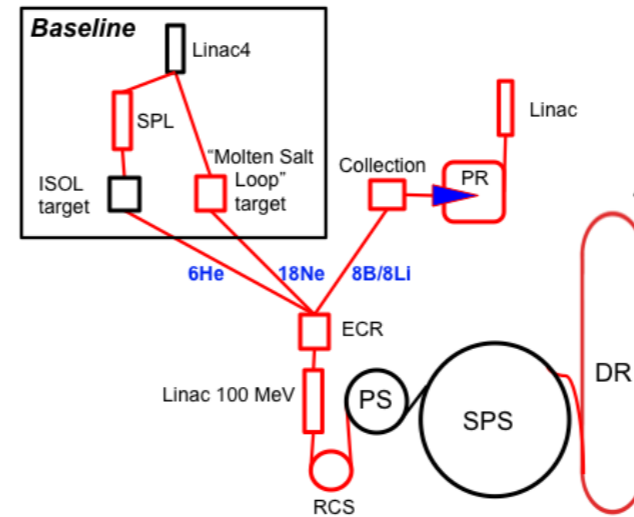 Baseline
Linac4
SPL
Linac
"Molten Salt
Loop"
target
ISOL
target
Collection
PR
6He
18Ne
8B/8Li
ECR
Linac 100 MeV
PS
SPS
DR
RCS